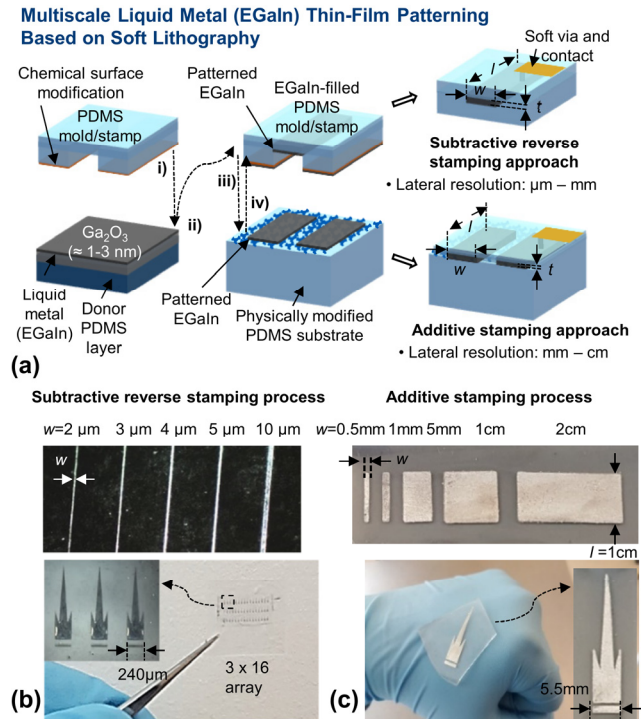 Multiscale Liquid Metal (EGaIn) Thin-Film Patterning
Based on Soft Lithography
Chemical surface
modification
PDMS
mold/stamp
Patterned
EGaIn
EGaIn-filled
PDMS
mold/stamp
Soft via and
contact
l
w
t
i)
ii)
iii)
iv)
Subtractive reverse
stamping approach
• Lateral resolution: µm – mm
Ga₂O₃
(≈ 1-3 nm)
Liquid
metal
(EGaIn)
Donor
PDMS
layer
Patterned
EGaIn
Physically modified
PDMS substrate
l
w
t
Additive stamping approach
• Lateral resolution: mm – cm
(a)
Subtractive reverse stamping process
w=2 µm 3 µm 4 µm 5 µm 10 µm
w
240µm
3 x 16
array
(b)
Additive stamping process
w=0.5mm 1mm 5mm 1cm 2cm
w
l =1cm
5.5mm
(c)